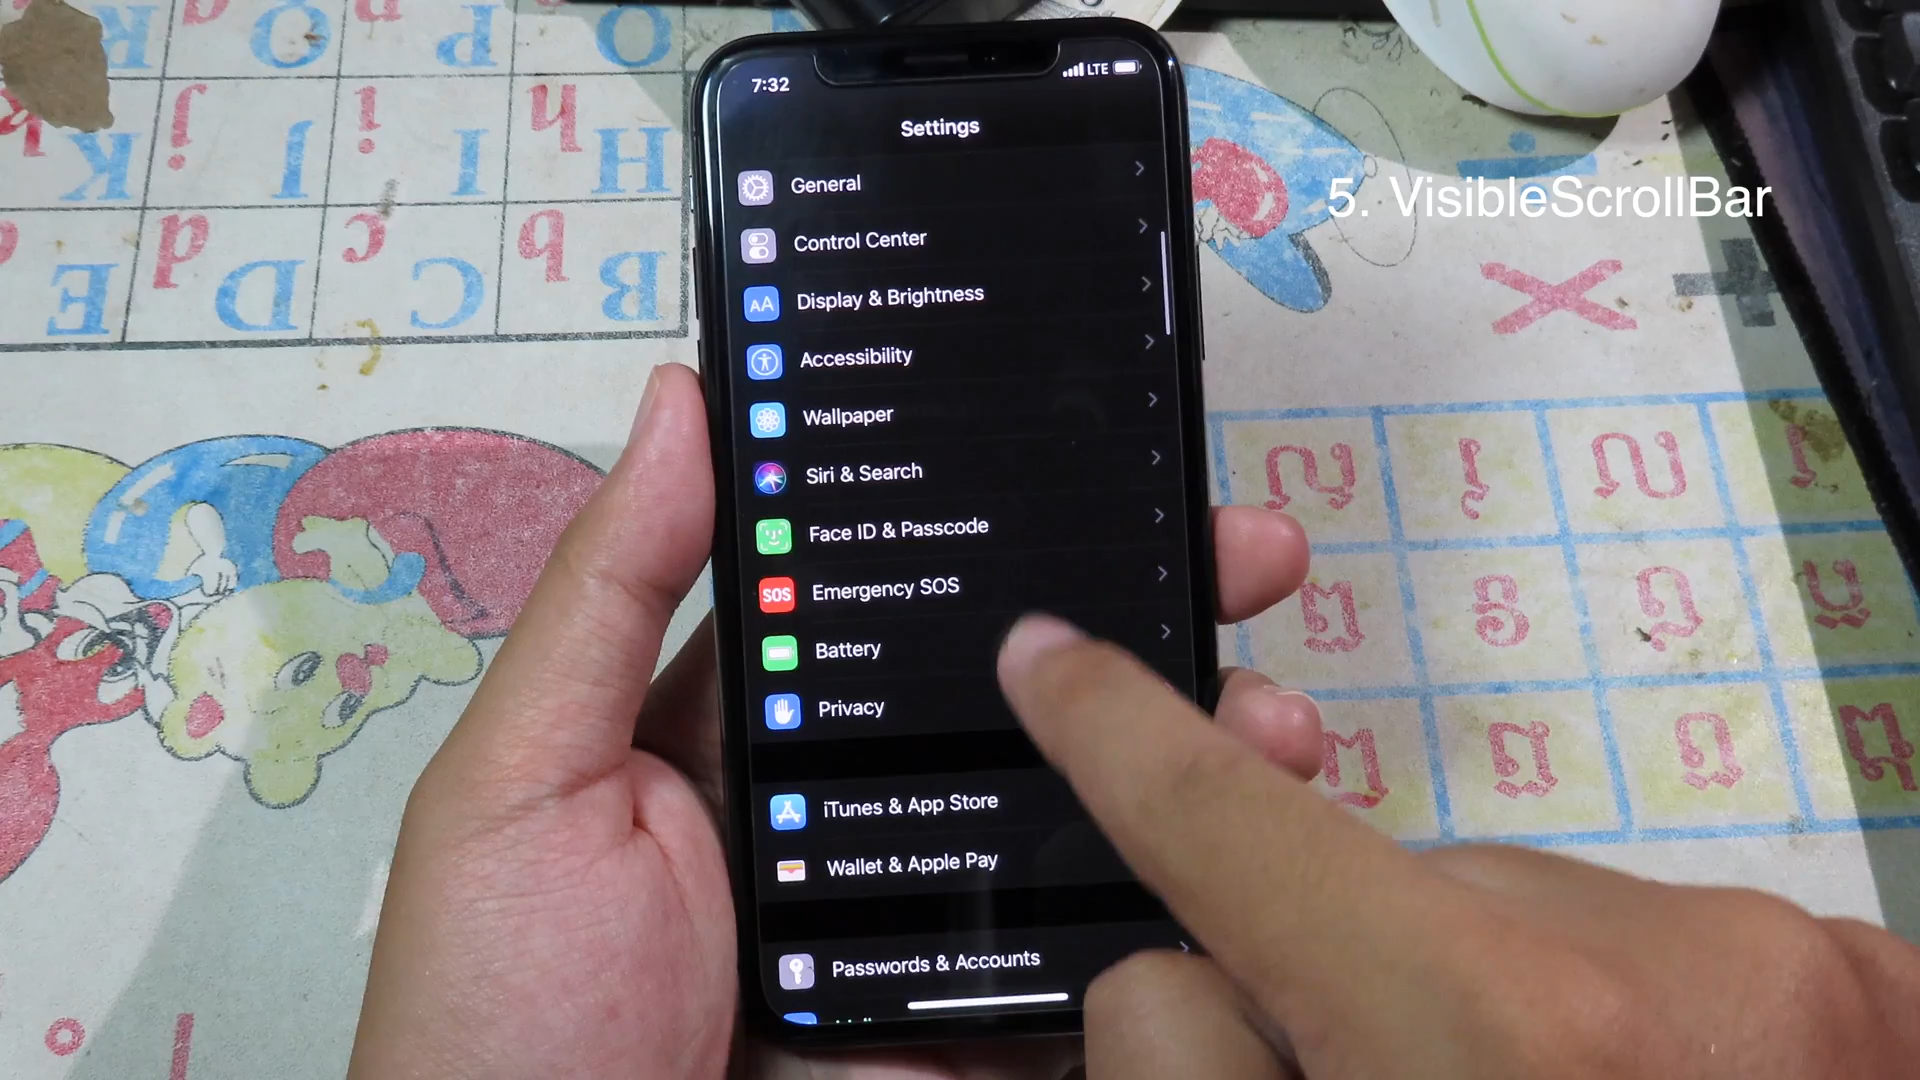 7:32
LTE
Settings
General
Control Center
AA
Display & Brightness
Accessibility
Wallpaper
Siri & Search
Face ID & Passcode
SOS
Emergency SOS
Battery
Privacy
iTunes & App Store
Wallet & Apple Pay
Passwords & Accounts
5. VisibleScrollBar
R Q P O
k j i h
K J I H
d c b
E D C B